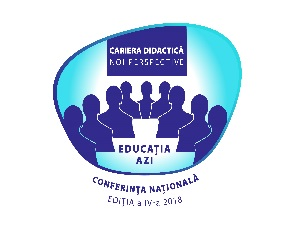 CARIERA DIDACTICĂ
NOI PERSPECTIVE
EDUCAȚIA
AZI
CONFERINȚA NAȚIONALĂ
EDIȚIA a IV-a 2018